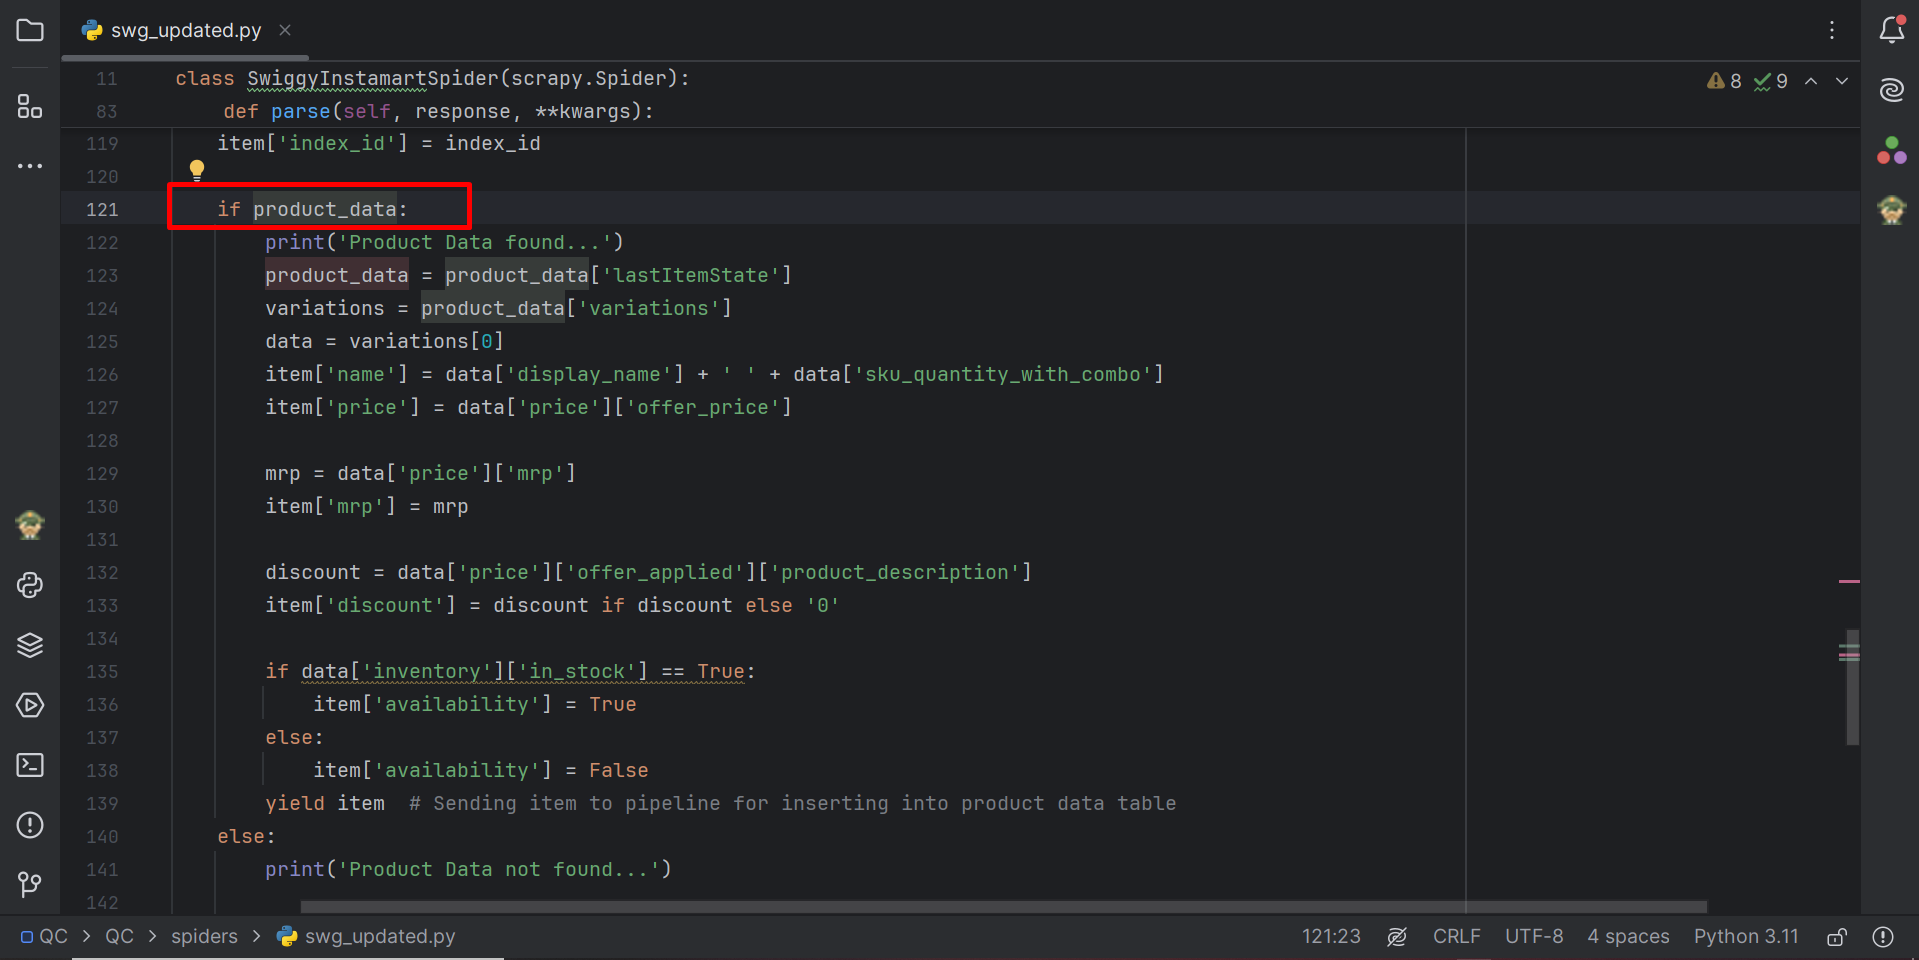 swg_updated.py
8 9
11 class SwiggyInstamartSpider(scrapy.Spider):
83 def parse(self, response, **kwargs):
119 item['index_id'] = index_id
120
121 if product_data:
122 print('Product Data found...')
123 product_data = product_data['lastItemState']
124 variations = product_data['variations']
125 data = variations[0]
126 item['name'] = data['display_name'] + ' ' + data['sku_quantity_with_combo']
127 item['price'] = data['price']['offer_price']
128
129 mrp = data['price']['mrp']
130 item['mrp'] = mrp
131
132 discount = data['price']['offer_applied']['product_description']
133 item['discount'] = discount if discount else '0'
134
135 if data['inventory']['in_stock'] == True:
136 item['availability'] = True
137 else:
138 item['availability'] = False
139 yield item  # Sending item to pipeline for inserting into product data table
140 else:
141 print('Product Data not found...')
142
QC > QC > spiders > swg_updated.py 121:23 CRLF UTF-8 4 spaces Python 3.11